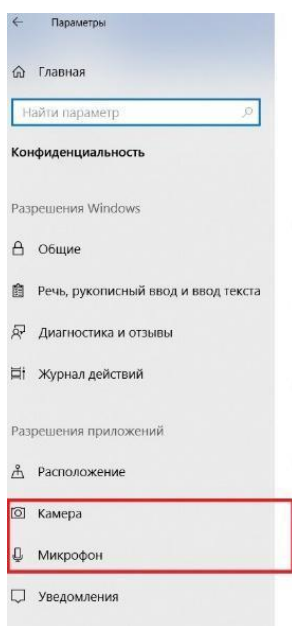 Параметры
Главная
Найти параметр
Конфиденциальность
Разрешения Windows
Общие
Речь, рукописный ввод и ввод текста
Диагностика и отзывы
Журнал действий
Разрешения приложений
Расположение
Камера
Микрофон
Уведомления